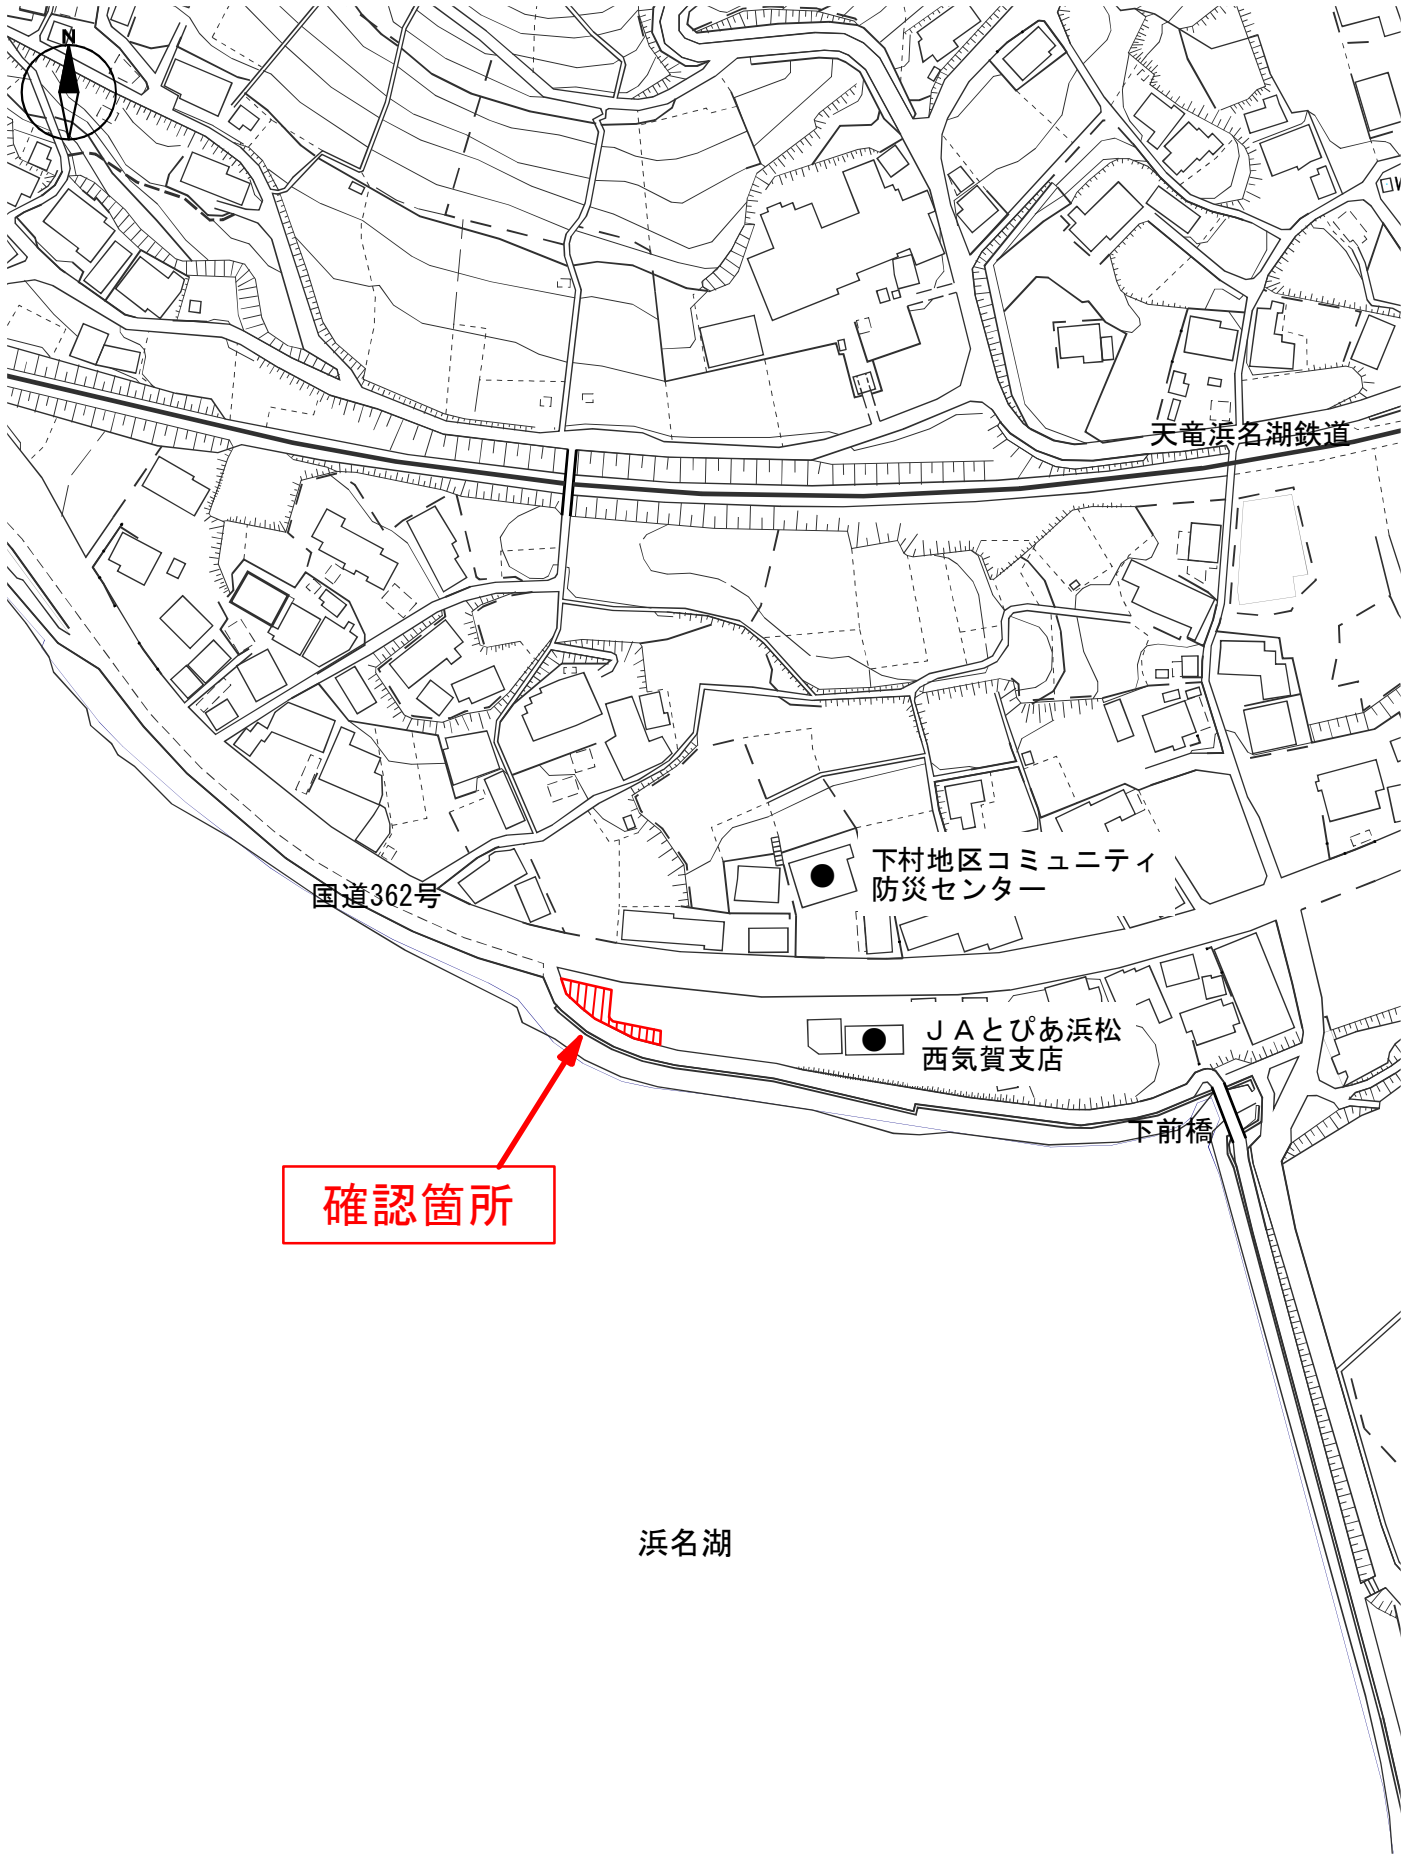 N
天竜浜名湖鉄道
下村地区コミュニティ
防災センター
国道362号
ＪＡとぴあ浜松
西気賀支店
下前橋
確認箇所
浜名湖